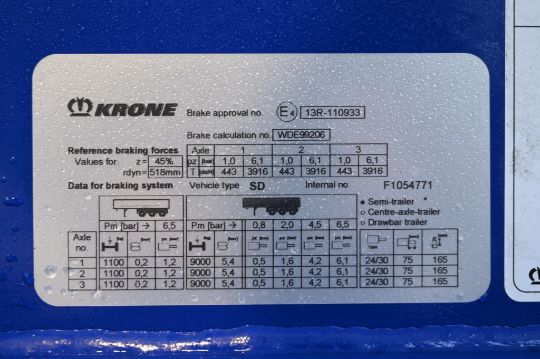 KRONE
Brake approval no. E4 13R-110933
Brake calculation no. WDE99206
Reference braking forces Axle 1 2 3
Values for z= 45% pz [bar] 1,0 6,1 1,0 6,1 1,0 6,1
rdyn= 518mm T [daN] 443 3916 443 3916 443 3916
Data for braking system Vehicle type SD Internal no F1054771
Semi-trailer
Centre-axle-trailer
Drawbar trailer
Pm [bar] → 6,5 Pm [bar] → 0,8 2,0 4,5 6,5
Axle no
1 1100 0,2 1,2 9000 5,4 0,5 1,6 4,2 6,1 24/30 75 165
2 1100 0,2 1,2 9000 5,4 0,5 1,6 4,2 6,1 24/30 75 165
3 1100 0,2 1,2 9000 5,4 0,5 1,6 4,2 6,1 24/30 75 165
KRONE